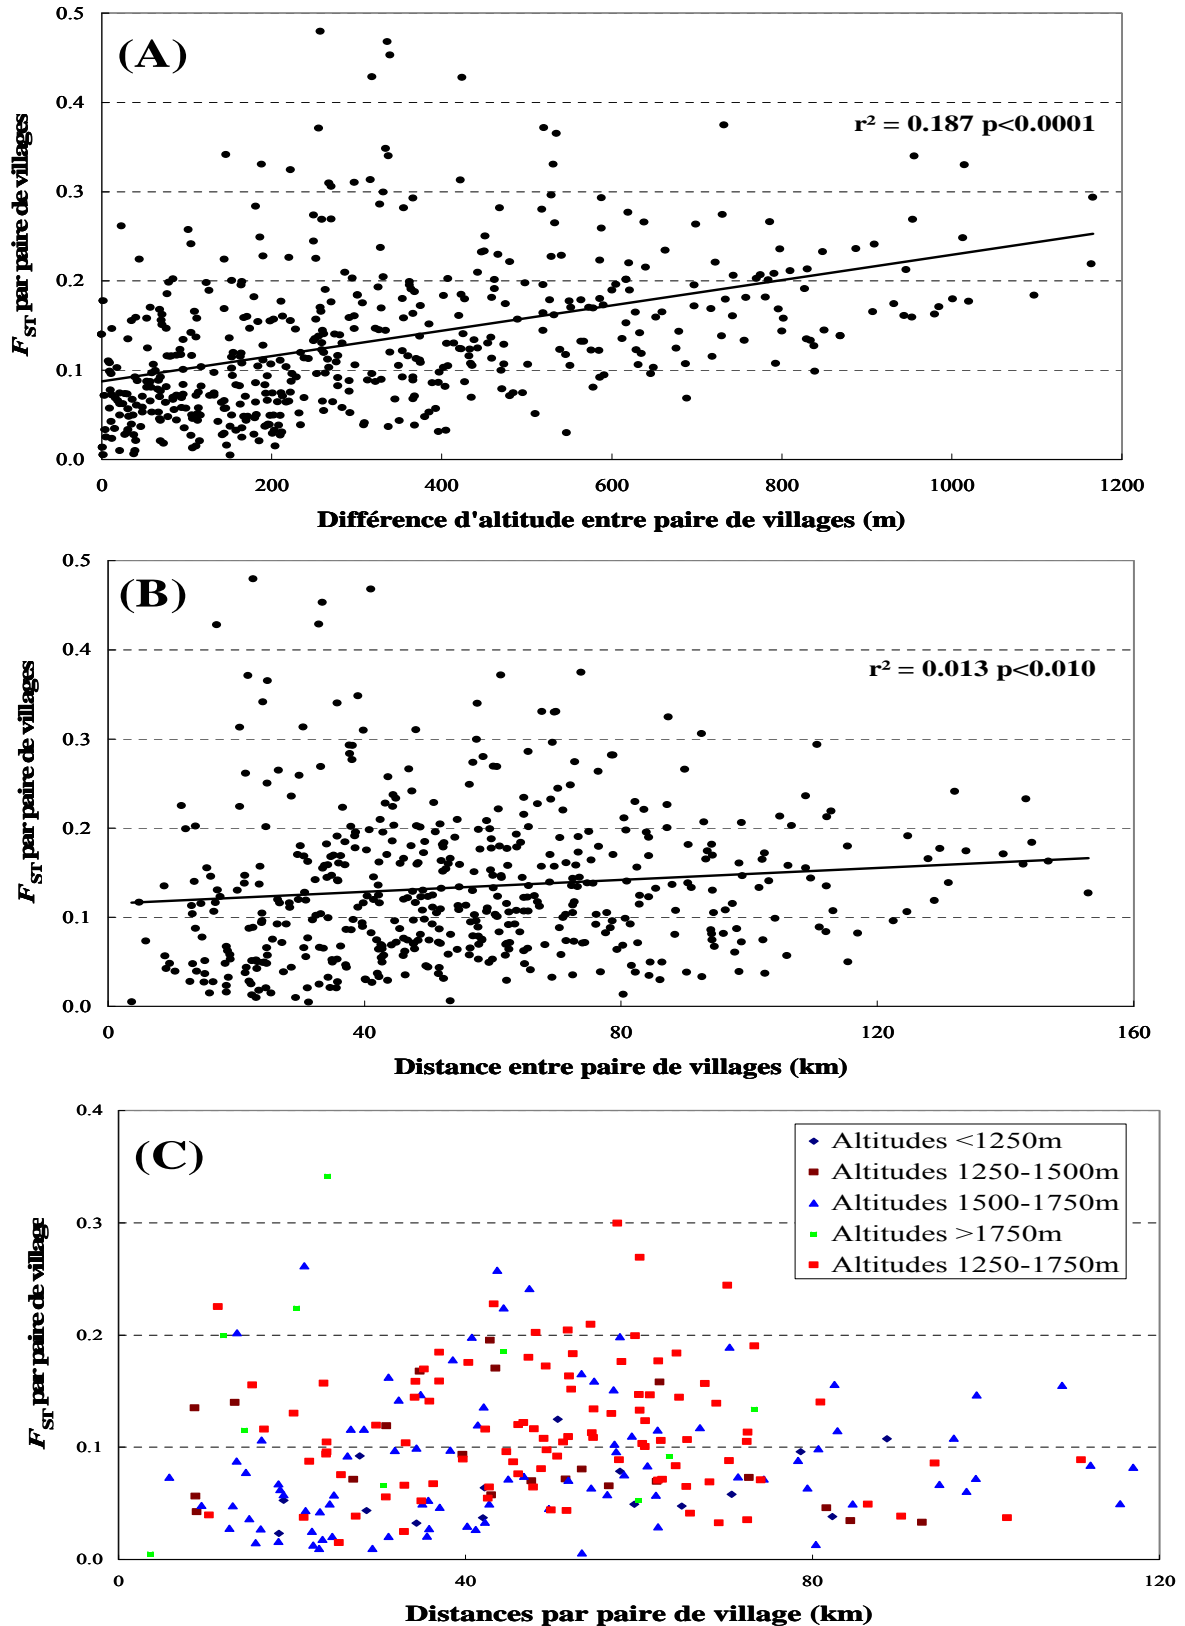 (A)
r² = 0.187 p<0.0001
F_ST par paire de villages
0.5
0.4
0.3
0.2
0.1
0.0
0 200 400 600 800 1000 1200
Différence d'altitude entre paire de villages (m)
(B)
r² = 0.013 p<0.010
F_ST par paire de villages
0.5
0.4
0.3
0.2
0.1
0.0
0 40 80 120 160
Distance entre paire de villages (km)
(C)
Altitudes <1250m
Altitudes 1250-1500m
Altitudes 1500-1750m
Altitudes >1750m
Altitudes 1250-1750m
F_ST par paire de village
0.4
0.3
0.2
0.1
0.0
0 40 80 120
Distances par paire de village (km)